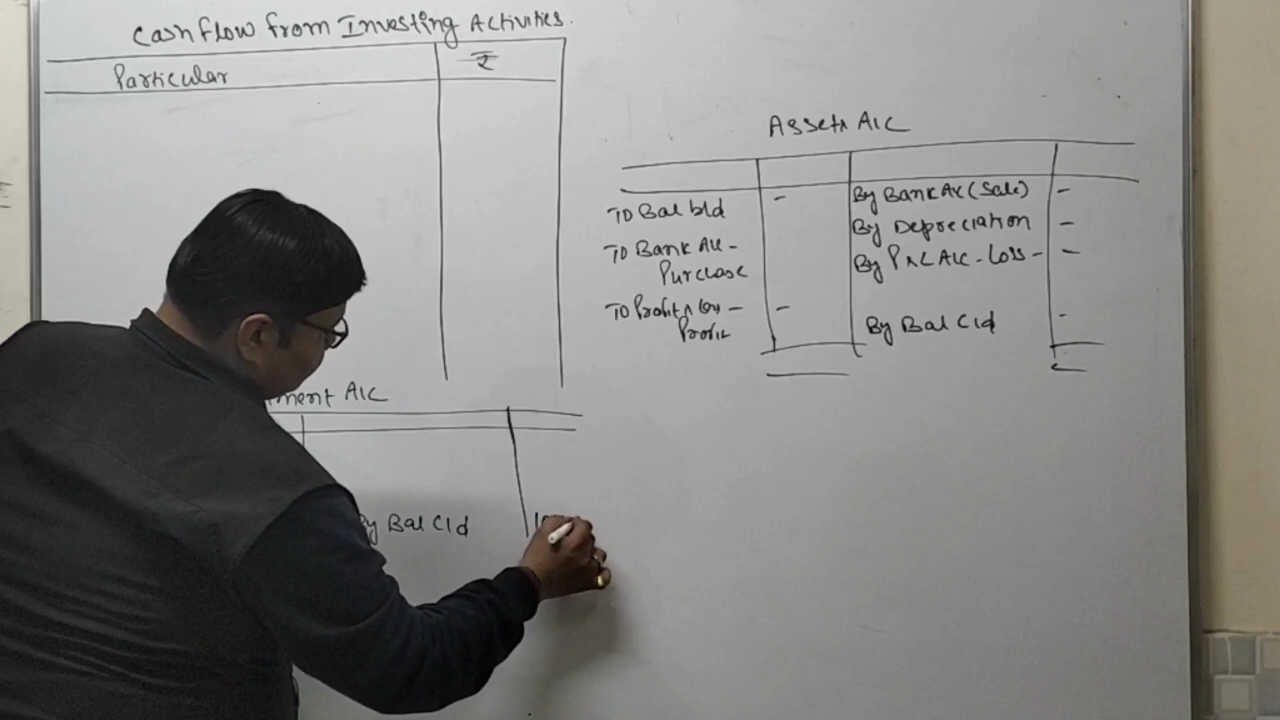 Cash flow from Investing Activities.
Particular ₹
ment A/C
By Bal C/d 10
Assets A/C
To Bal b/d - By Bank A/c (Sale) -
By Depreciation -
To Bank A/c -
Purchase
By P & L A/c - Loss - -
To Profit & loss -
Profit -
By Bal C/d -